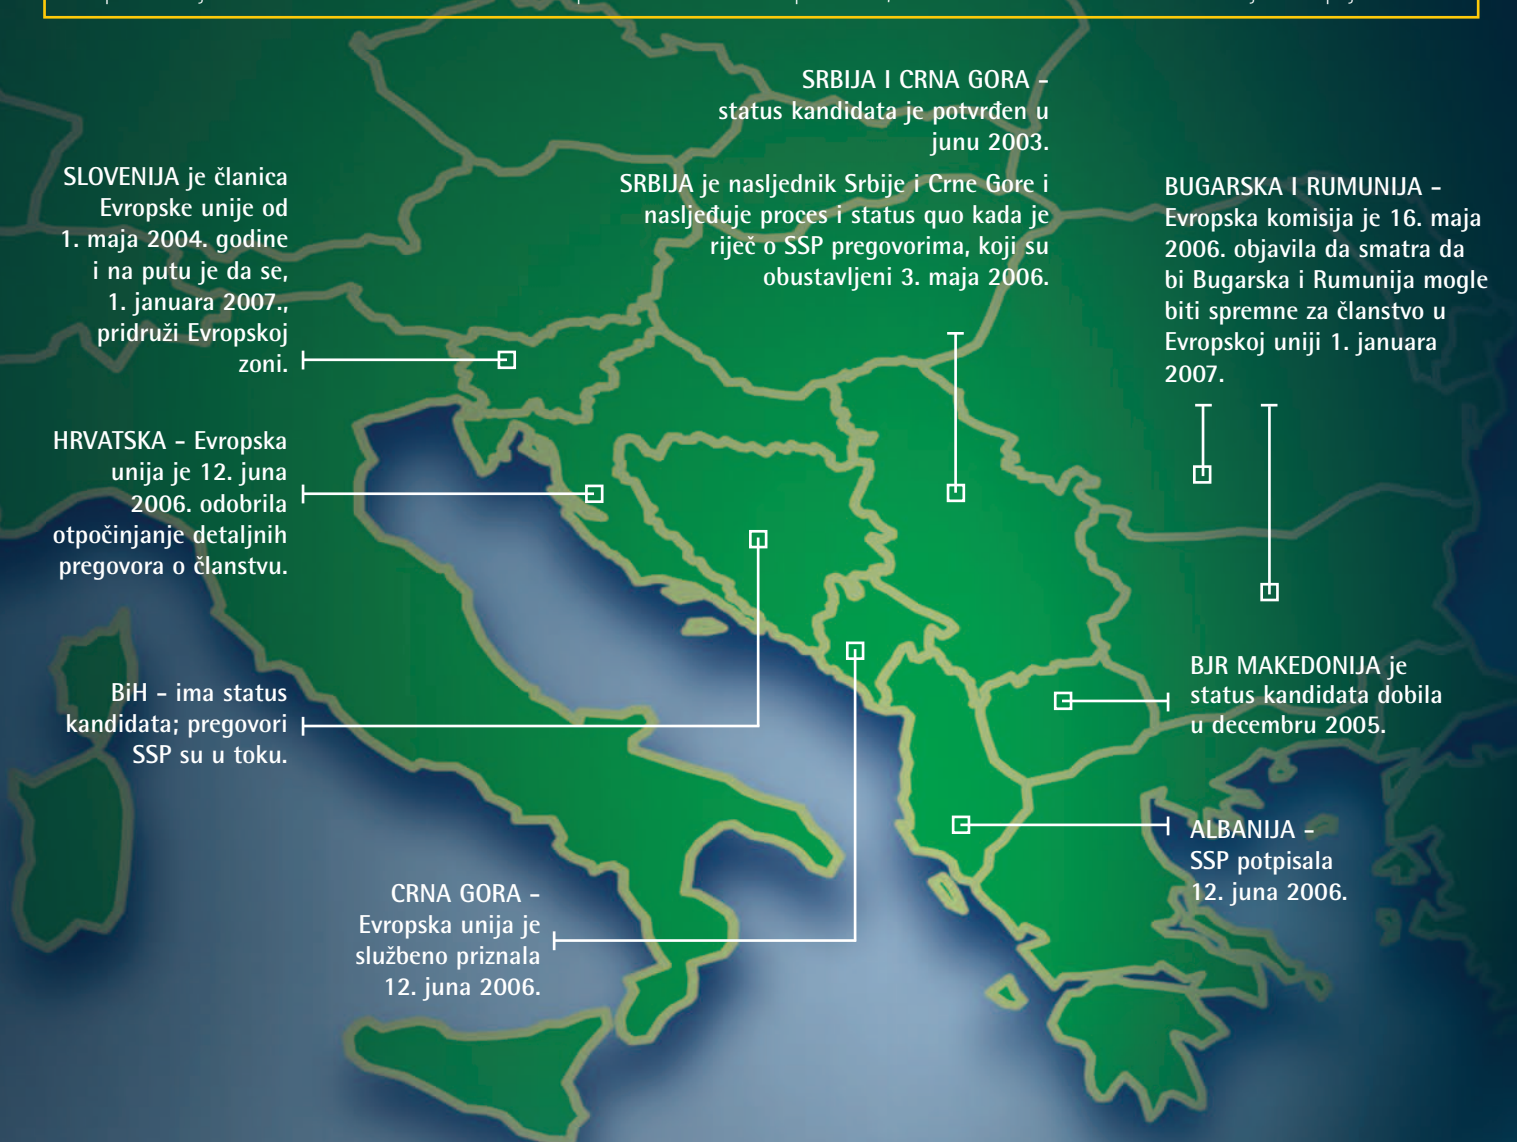 SRBIJA I CRNA GORA –
status kandidata je potvrđen u
junu 2003.
SRBIJA je nasljednik Srbije i Crne Gore i
nasljeđuje proces i status quo kada je
riječ o SSP pregovorima, koji su
obustavljeni 3. maja 2006.
SLOVENIJA je članica
Evropske unije od
1. maja 2004. godine
i na putu je da se,
1. januara 2007.,
pridruži Evropskoj
zoni.
BUGARSKA I RUMUNIJA –
Evropska komisija je 16. maja
2006. objavila da smatra da
bi Bugarska i Rumunija mogle
biti spremne za članstvo u
Evropskoj uniji 1. januara
2007.
HRVATSKA – Evropska
unija je 12. juna
2006. odobrila
otpočinjanje detaljnih
pregovora o članstvu.
BiH – ima status
kandidata; pregovori
SSP su u toku.
BJR MAKEDONIJA je
status kandidata dobila
u decembru 2005.
ALBANIJA –
SSP potpisala
12. juna 2006.
CRNA GORA –
Evropska unija je
službeno priznala
12. juna 2006.